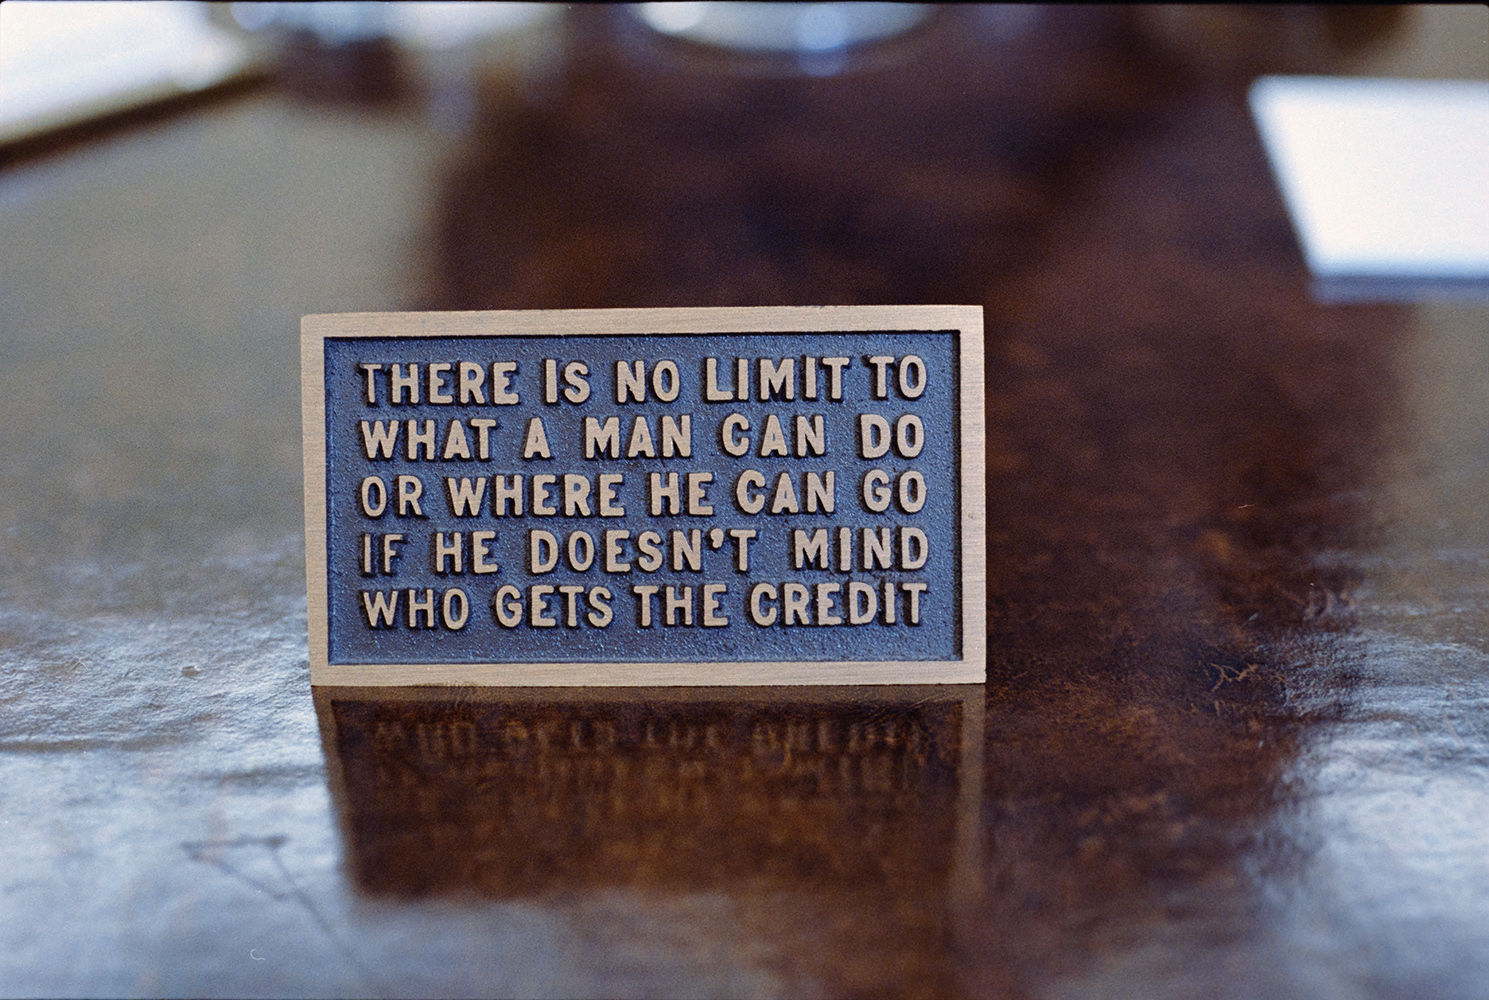 THERE IS NO LIMIT TO
WHAT A MAN CAN DO
OR WHERE HE CAN GO
IF HE DOESN'T MIND
WHO GETS THE CREDIT